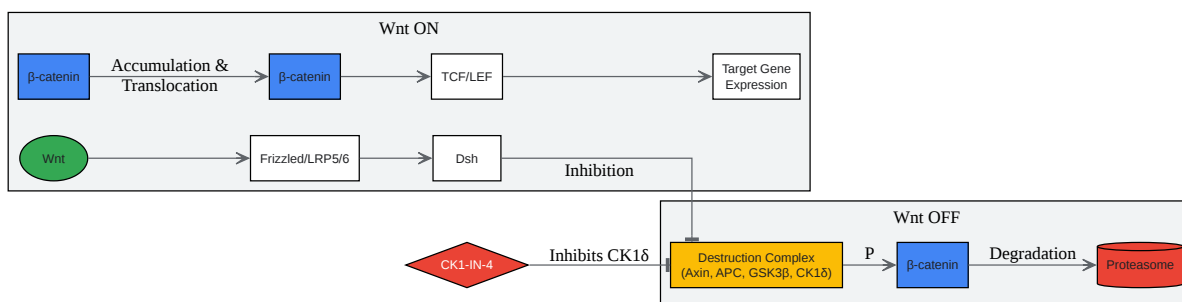 Wnt ON
β-catenin
Accumulation &
Translocation
β-catenin
TCF/LEF
Target Gene
Expression
Wnt
Frizzled/LRP5/6
Dsh
Inhibition
Wnt OFF
CK1-IN-4
Inhibits CK1δ
Destruction Complex
(Axin, APC, GSK3β, CK1δ)
P
β-catenin
Degradation
Proteasome